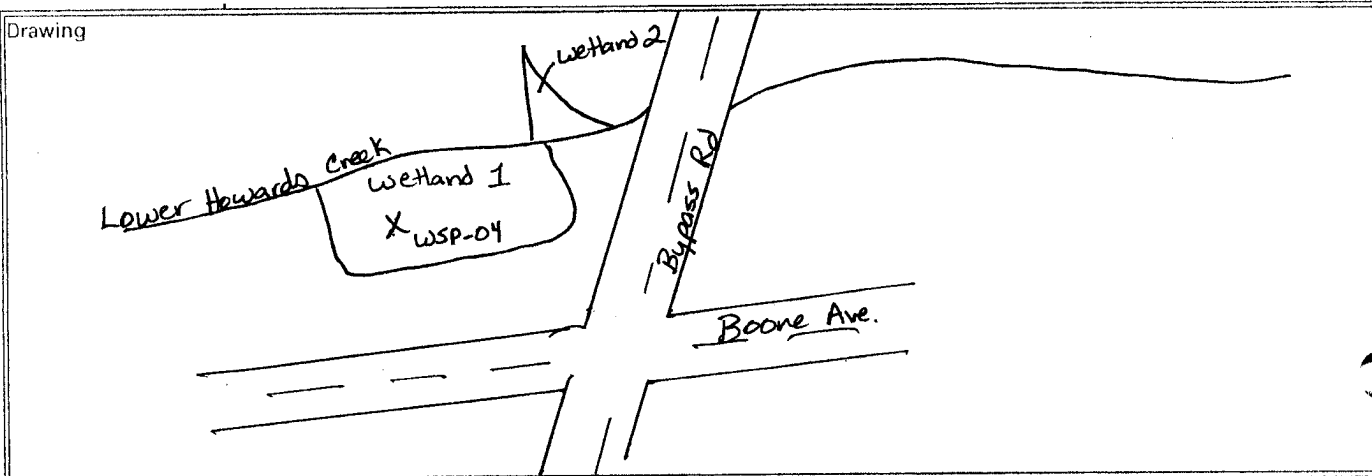 Drawing
wetland 2
Lower Howards Creek
wetland 1
X WSP-04
Bypass Rd
Boone Ave.